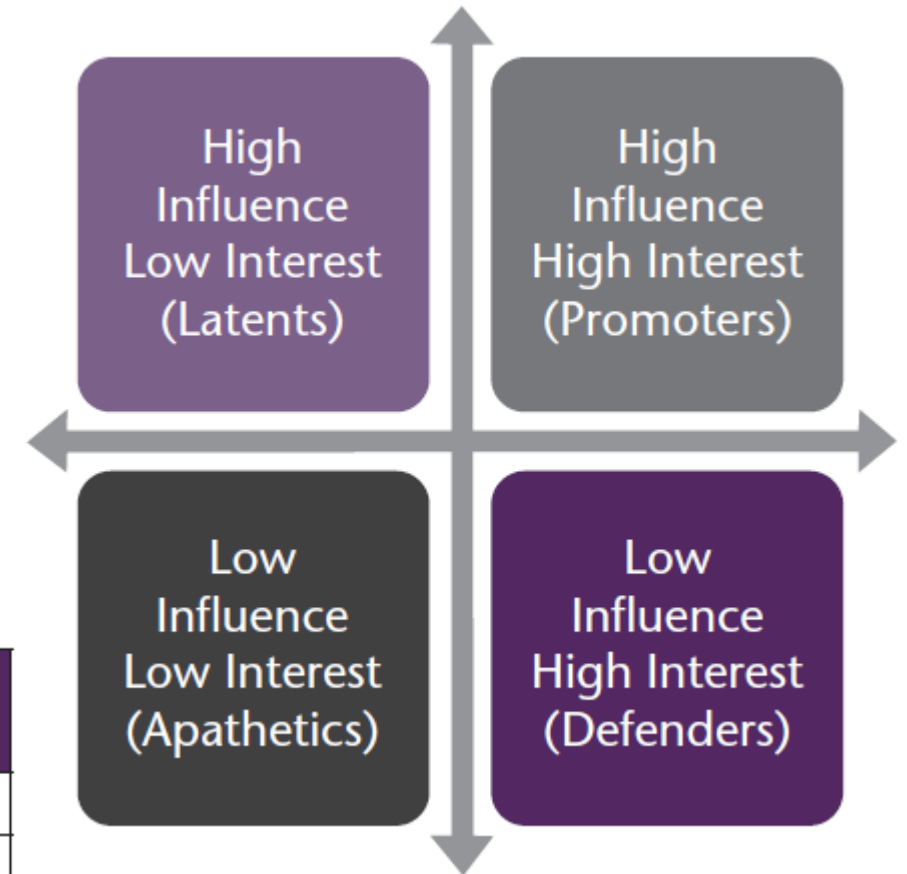 High
Influence
Low Interest
(Latents)
High
Influence
High Interest
(Promoters)
Low
Influence
Low Interest
(Apathetics)
Low
Influence
High Interest
(Defenders)